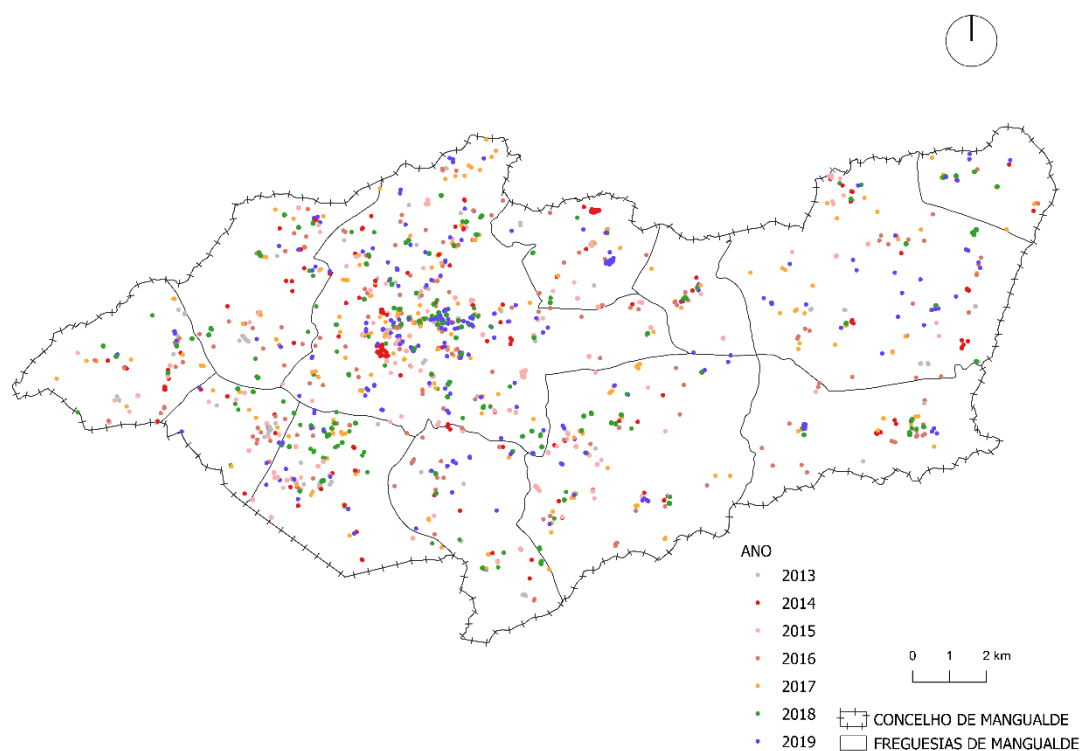 ANO
2013
2014
2015
2016
2017
2018
2019
0 1 2 km
CONCELHO DE MANGUALDE
FREGUESIAS DE MANGUALDE